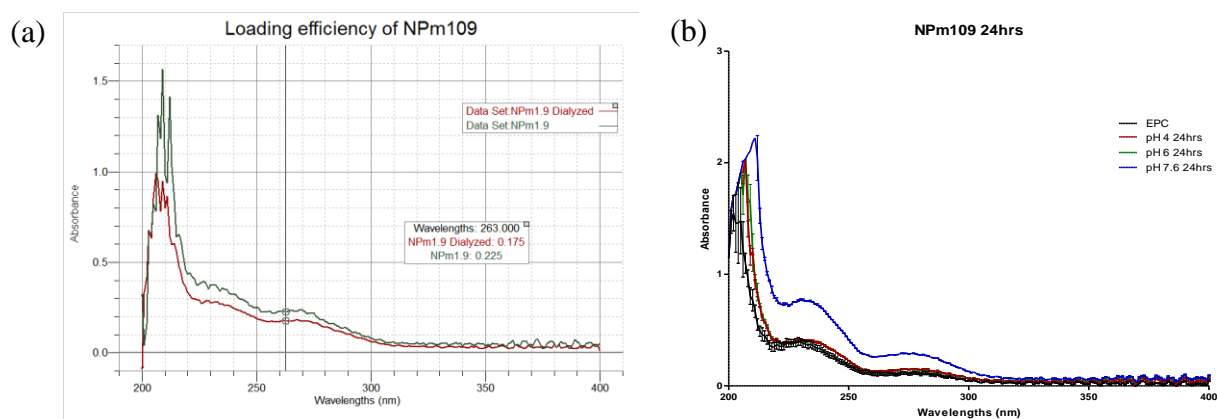 (a)
Loading efficiency of NPm109
1.5
1.0
0.5
0.0
Absorbance
Data Set:NPm1.9 Dialyzed
Data Set:NPm1.9
Wavelengths: 263.000
NPm1.9 Dialyzed: 0.175
NPm1.9: 0.225
200 250 300 350 400
Wavelengths (nm)
(b)
NPm109 24hrs
3
2
1
0
Absorbance
EPC
pH 4 24hrs
pH 6 24hrs
pH 7.6 24hrs
200 250 300 350 400
Wavelengths (nm)